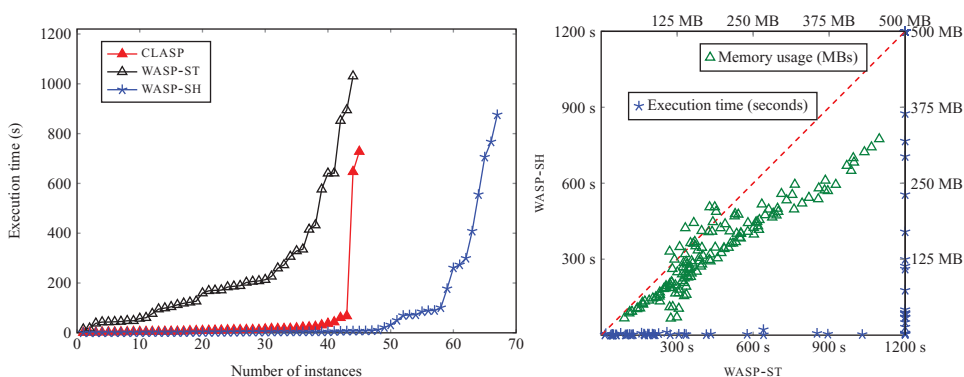 1200
1000
800
600
400
200
0
0
10
20
30
40
50
60
70
Execution time (s)
Number of instances
CLASP
WASP-ST
WASP-SH
125 MB
250 MB
375 MB
500 MB
1200 s
900 s
600 s
300 s
500 MB
375 MB
250 MB
125 MB
300 s
600 s
900 s
1200 s
WASP-SH
WASP-ST
Memory usage (MBs)
Execution time (seconds)